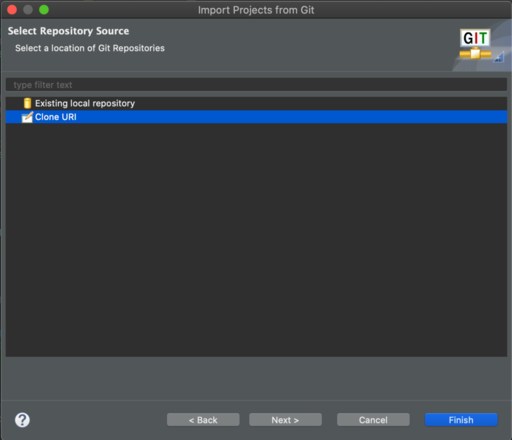 Import Projects from Git
Select Repository Source
Select a location of Git Repositories
GIT
type filter text
Existing local repository
Clone URI
?
< Back
Next >
Cancel
Finish